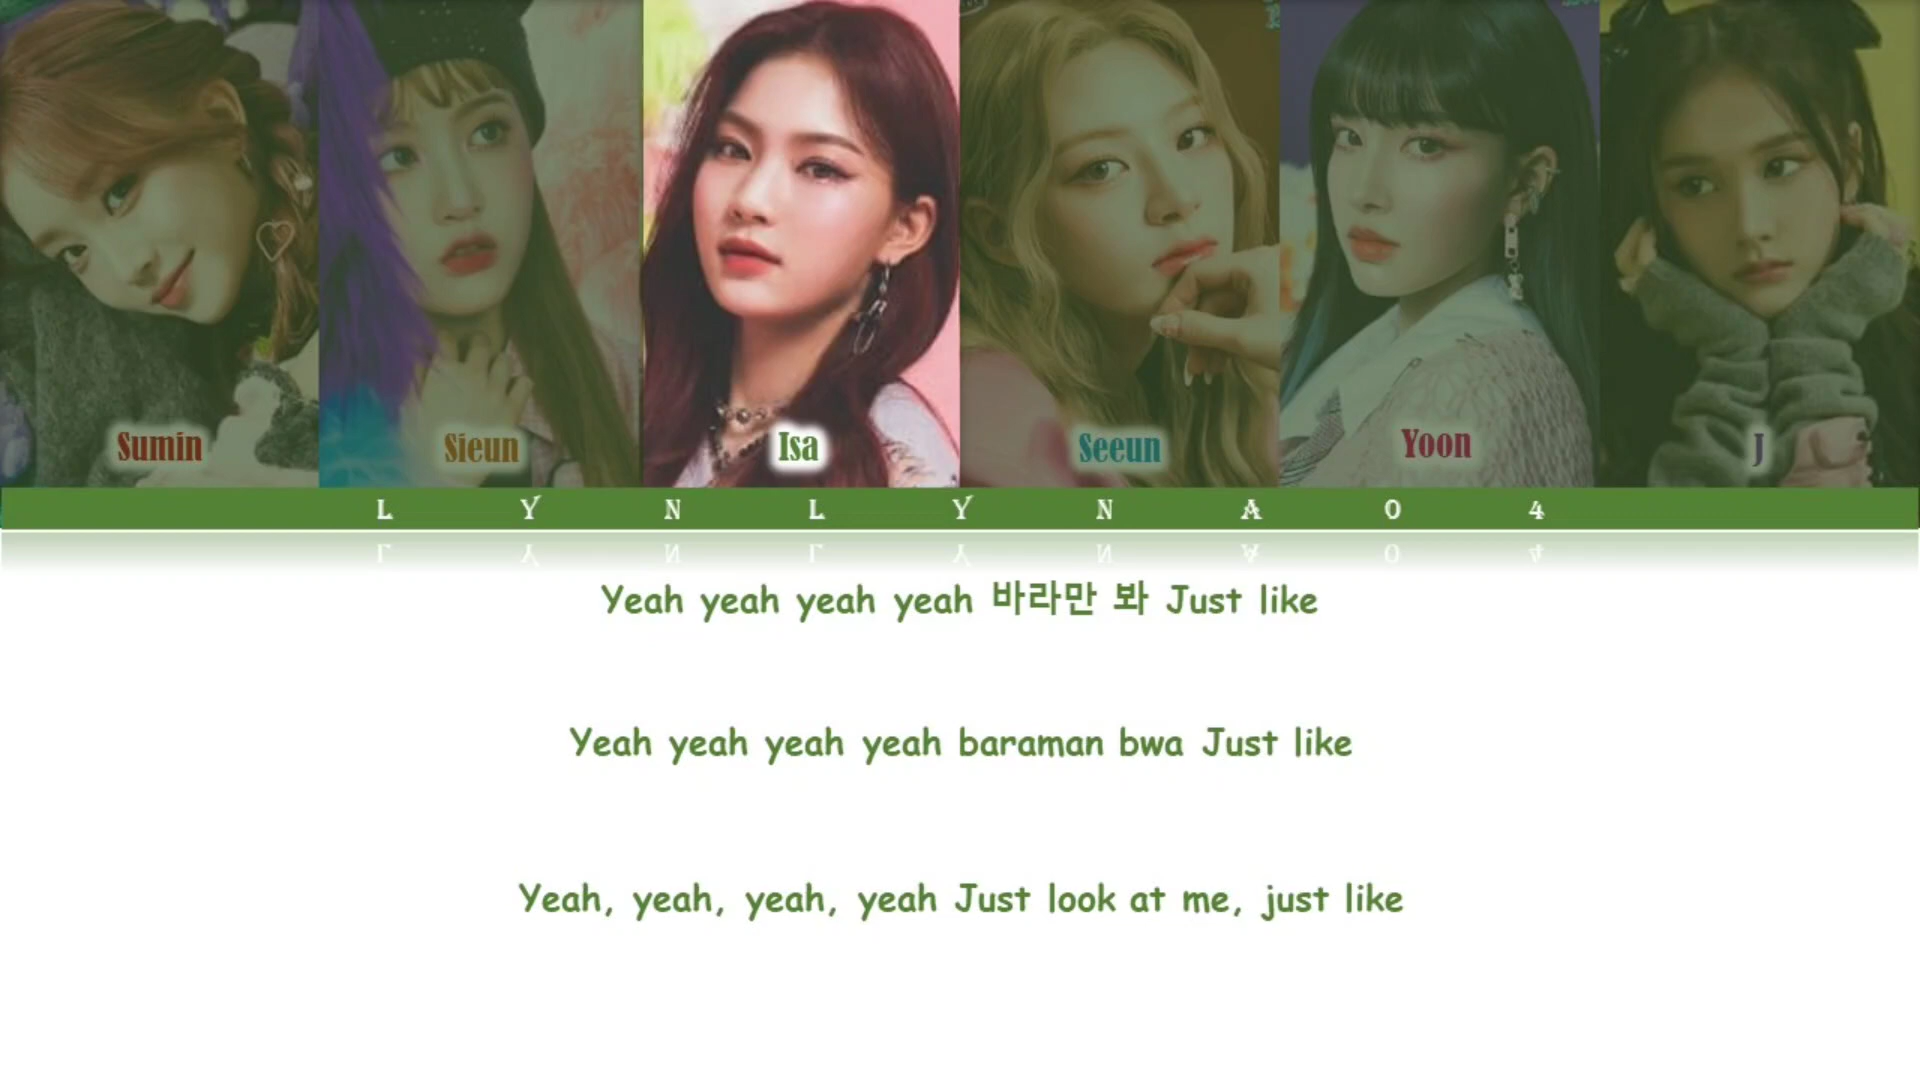 Sumin Sieun Isa Seeun Yoon J
L Y N L Y N A 0 4
Yeah yeah yeah yeah 바라만 봐 Just like
Yeah yeah yeah yeah baraman bwa Just like
Yeah, yeah, yeah, yeah Just look at me, just like